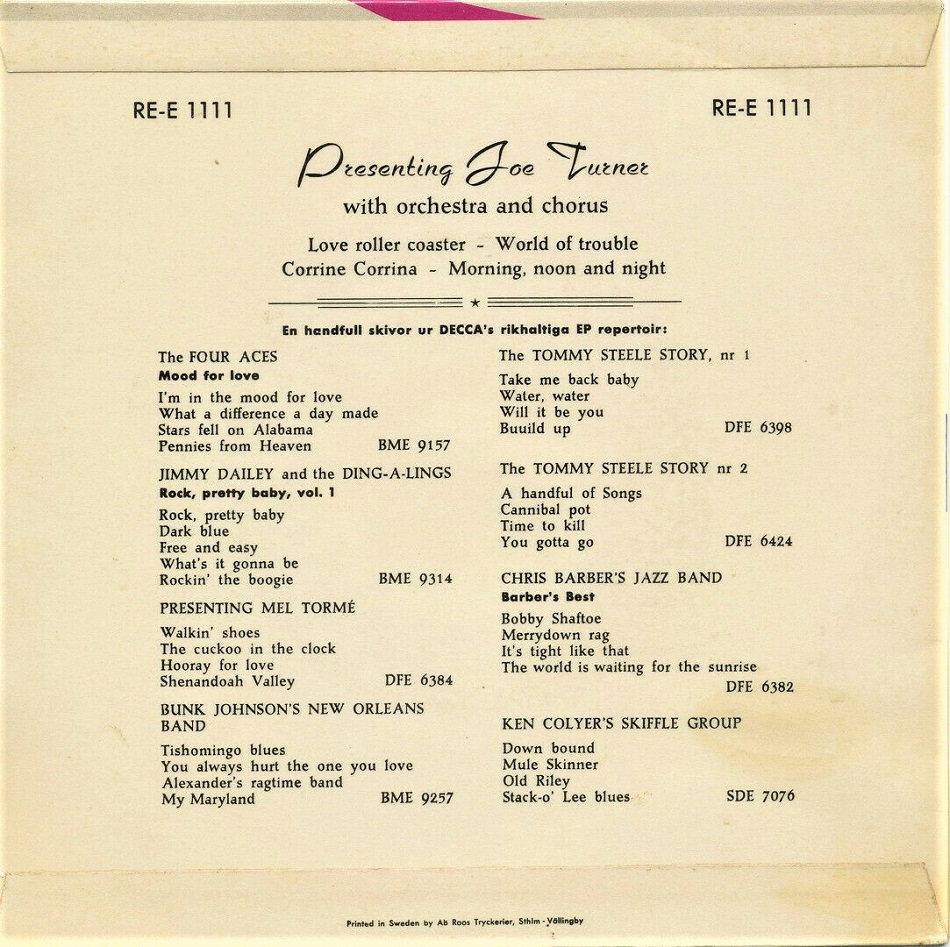 RE-E 1111
RE-E 1111
Presenting Joe Turner
with orchestra and chorus
Love roller coaster - World of trouble
Corrine Corrina - Morning, noon and night
En handfull skivor ur DECCA's rikhaltiga EP repertoir:
The FOUR ACES
Mood for love
I'm in the mood for love
What a difference a day made
Stars fell on Alabama
Pennies from Heaven BME 9157
JIMMY DAILEY and the DING-A-LINGS
Rock, pretty baby, vol. 1
Rock, pretty baby
Dark blue
Free and easy
What's it gonna be
Rockin' the boogie BME 9314
PRESENTING MEL TORMÉ
Walkin' shoes
The cuckoo in the clock
Hooray for love
Shenandoah Valley DFE 6384
BUNK JOHNSON'S NEW ORLEANS
BAND
Tishomingo blues
You always hurt the one you love
Alexander's ragtime band
My Maryland BME 9257
The TOMMY STEELE STORY, nr 1
Take me back baby
Water, water
Will it be you
Buuild up DFE 6398
The TOMMY STEELE STORY nr 2
A handful of Songs
Cannibal pot
Time to kill
You gotta go DFE 6424
CHRIS BARBER'S JAZZ BAND
Barber's Best
Bobby Shaftoe
Merrydown rag
It's tight like that
The world is waiting for the sunrise
DFE 6382
KEN COLYER'S SKIFFLE GROUP
Down bound
Mule Skinner
Old Riley
Stack-o' Lee blues SDE 7076
Printed in Sweden by Ab Roos Tryckerier, Sthlm - Vällingby